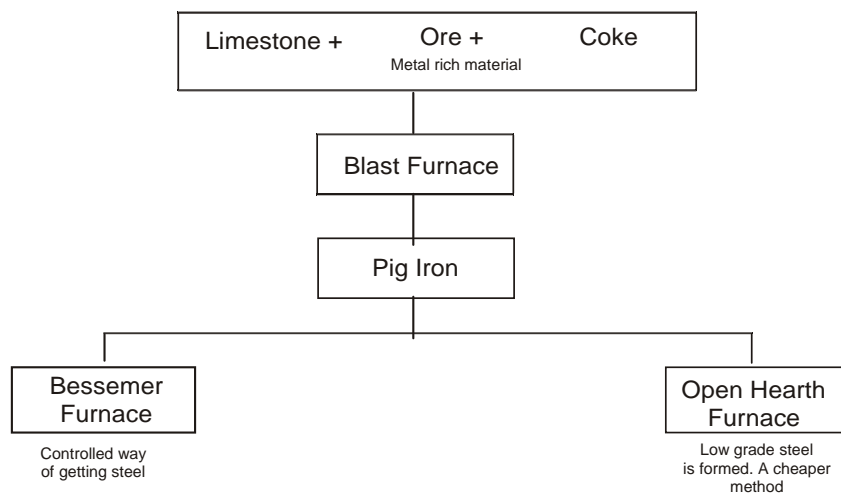 Limestone + Ore + Coke
Metal rich material
Blast Furnace
Pig Iron
Bessemer
Furnace
Controlled way
of getting steel
Open Hearth
Furnace
Low grade steel
is formed. A cheaper
method